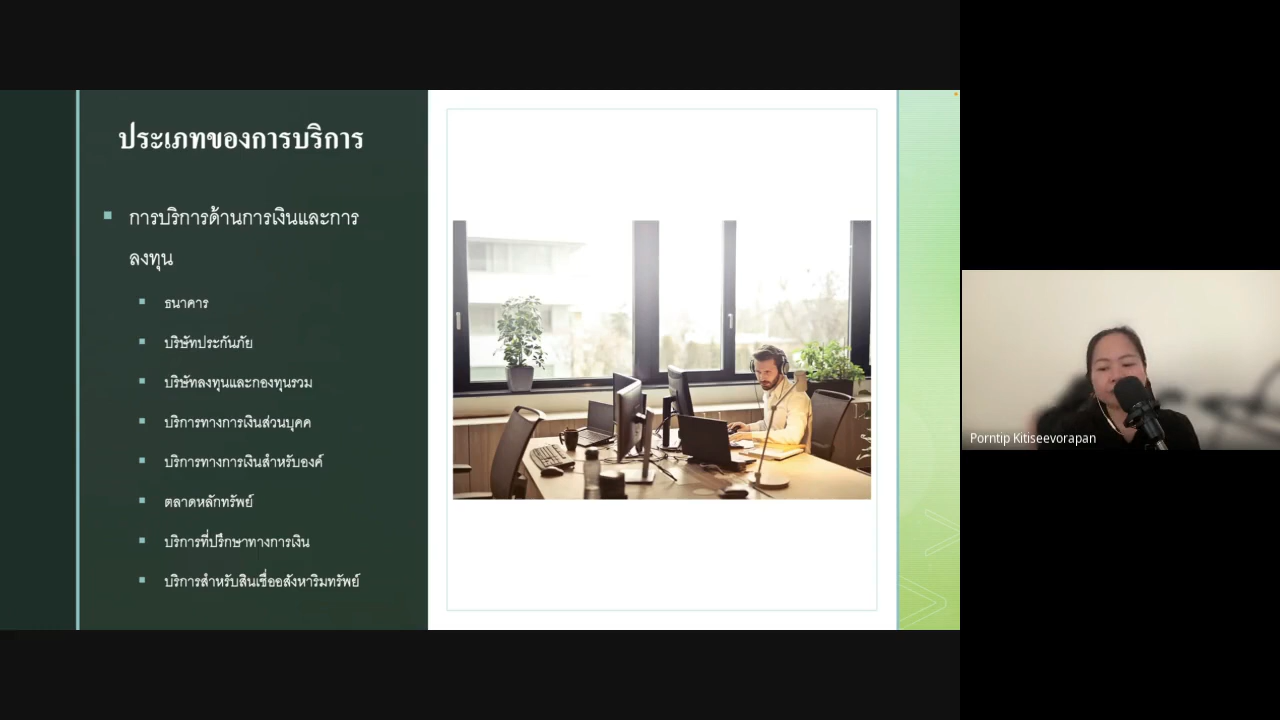 ประเภทของการบริการ
การบริการด้านการเงินและการ
ลงทุน
ธนาคาร
บริษัทประกันภัย
บริษัทลงทุนและกองทุนรวม
บริการทางการเงินส่วนบุคค
บริการทางการเงินสำหรับองค์
ตลาดหลักทรัพย์
บริการที่ปรึกษาทางการเงิน
บริการสำหรับสินเชื่ออสังหาริมทรัพย์
Porntip Kitiseevorapan